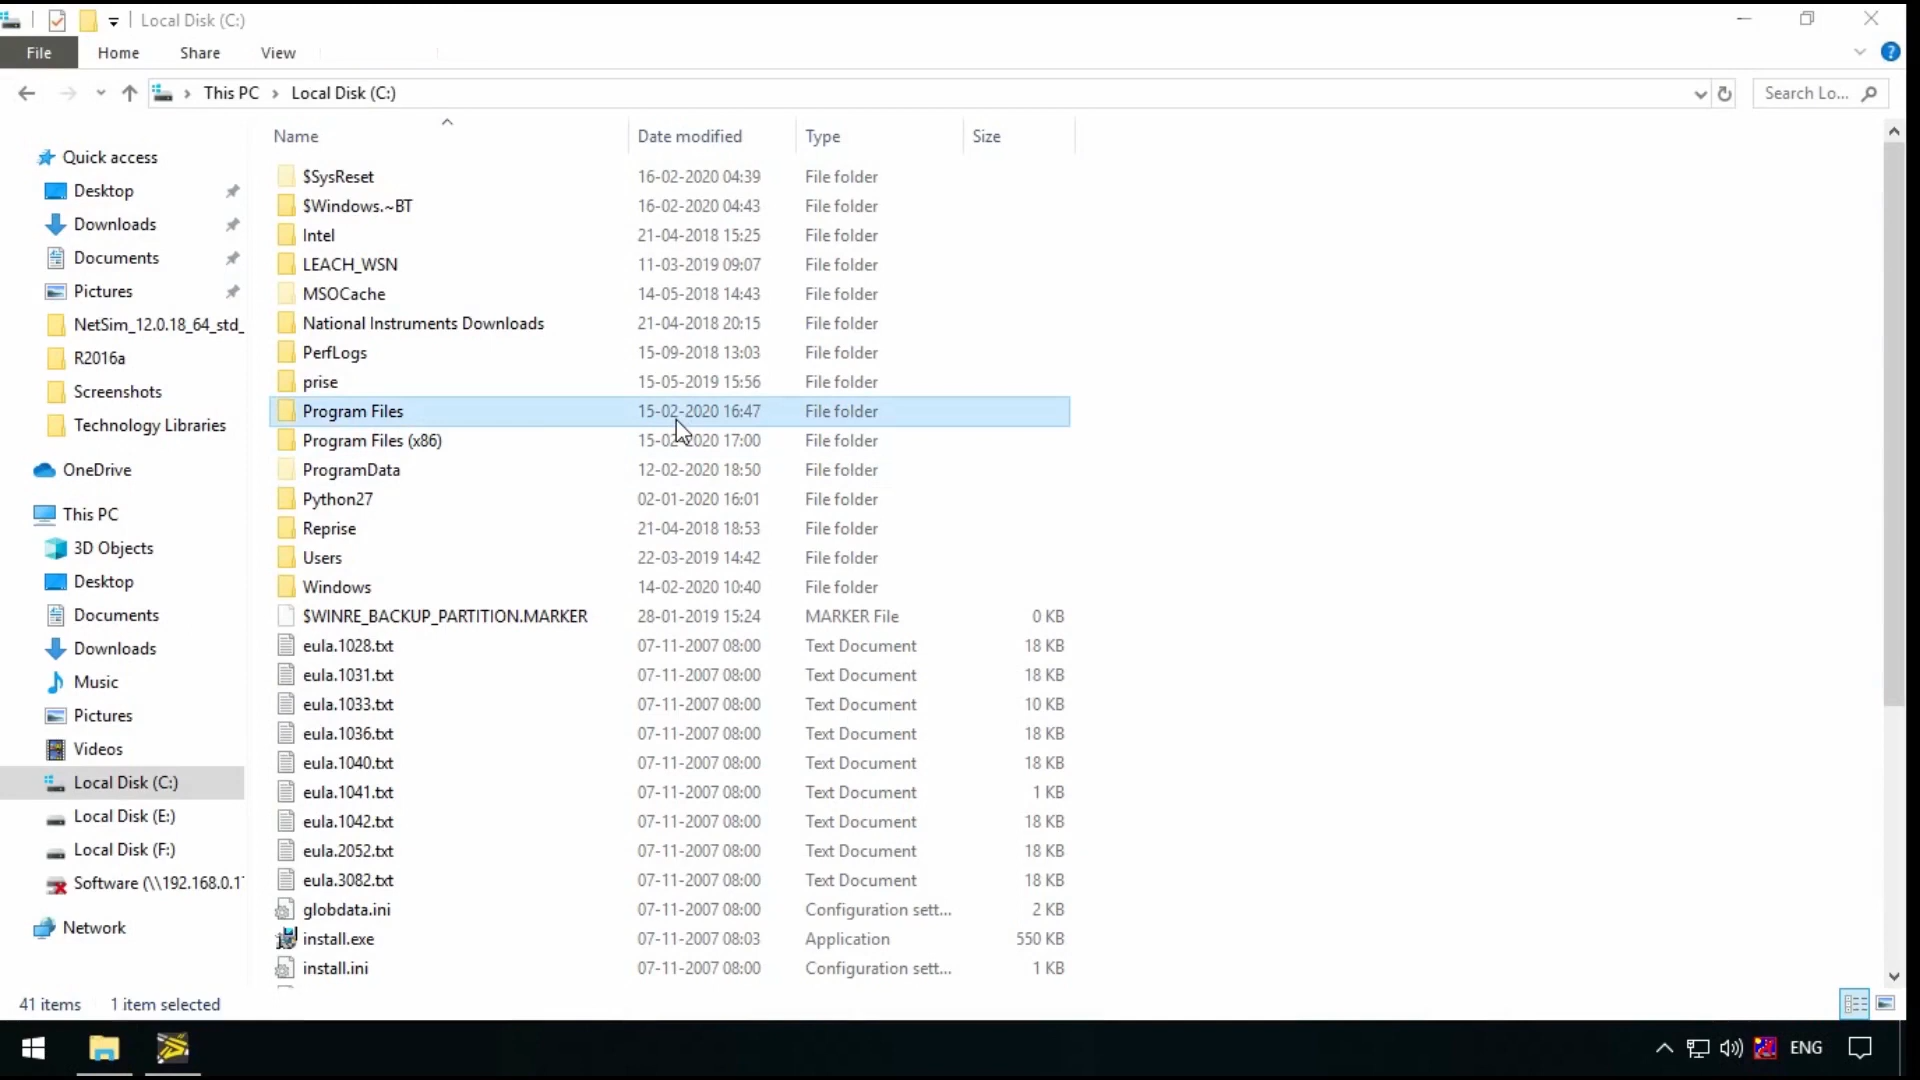 Local Disk (C:)
File Home Share View
This PC Local Disk (C:) Search Lo...
Name Date modified Type Size
Quick access
Desktop
Downloads
Documents
Pictures
NetSim_12.0.18_64_std_
R2016a
Screenshots
Technology Libraries
OneDrive
This PC
3D Objects
Desktop
Documents
Downloads
Music
Pictures
Videos
Local Disk (C:)
Local Disk (E:)
Local Disk (F:)
Software (\\192.168.0.1
Network
$SysReset 16-02-2020 04:39 File folder
$Windows.~BT 16-02-2020 04:43 File folder
Intel 21-04-2018 15:25 File folder
LEACH_WSN 11-03-2019 09:07 File folder
MSOCache 14-05-2018 14:43 File folder
National Instruments Downloads 21-04-2018 20:15 File folder
PerfLogs 15-09-2018 13:03 File folder
prise 15-05-2019 15:56 File folder
Program Files 15-02-2020 16:47 File folder
Program Files (x86) 15-02-2020 17:00 File folder
ProgramData 12-02-2020 18:50 File folder
Python27 02-01-2020 16:01 File folder
Reprise 21-04-2018 18:53 File folder
Users 22-03-2019 14:42 File folder
Windows 14-02-2020 10:40 File folder
$WINRE_BACKUP_PARTITION.MARKER 28-01-2019 15:24 MARKER File 0 KB
eula.1028.txt 07-11-2007 08:00 Text Document 18 KB
eula.1031.txt 07-11-2007 08:00 Text Document 18 KB
eula.1033.txt 07-11-2007 08:00 Text Document 10 KB
eula.1036.txt 07-11-2007 08:00 Text Document 18 KB
eula.1040.txt 07-11-2007 08:00 Text Document 18 KB
eula.1041.txt 07-11-2007 08:00 Text Document 1 KB
eula.1042.txt 07-11-2007 08:00 Text Document 18 KB
eula.2052.txt 07-11-2007 08:00 Text Document 18 KB
eula.3082.txt 07-11-2007 08:00 Text Document 18 KB
globdata.ini 07-11-2007 08:00 Configuration sett... 2 KB
install.exe 07-11-2007 08:03 Application 550 KB
install.ini 07-11-2007 08:00 Configuration sett... 1 KB
41 items 1 item selected
ENG